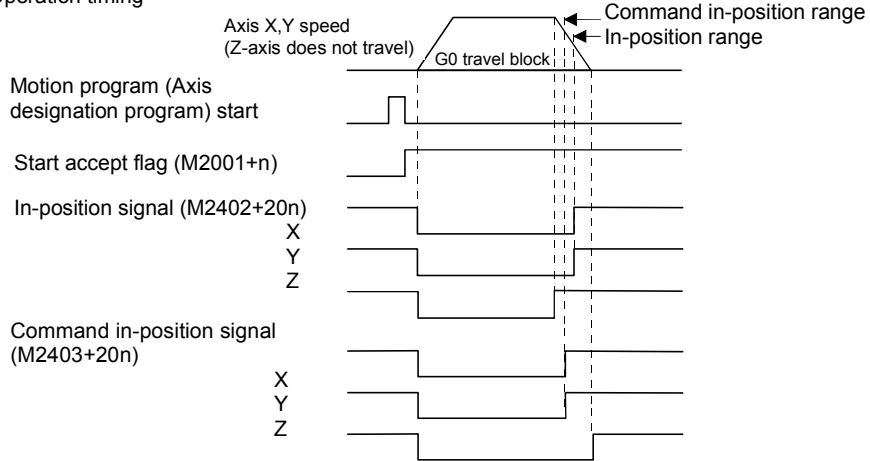 Operation timing
Axis X,Y speed
(Z-axis does not travel)
Command in-position range
In-position range
G0 travel block
Motion program (Axis
designation program) start
Start accept flag (M2001+n)
In-position signal (M2402+20n)
X
Y
Z
Command in-position signal
(M2403+20n)
X
Y
Z